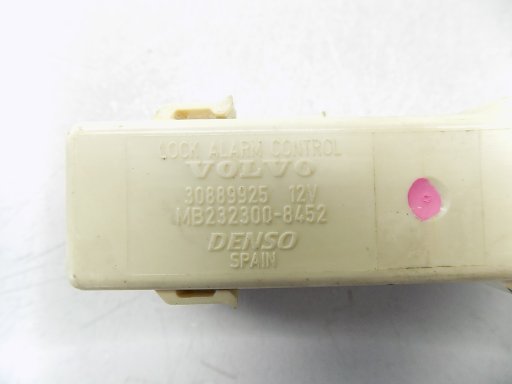 LOCK ALARM CONTROL
VOLVO
30889925 12V
MB232300-8452
DENSO
SPAIN